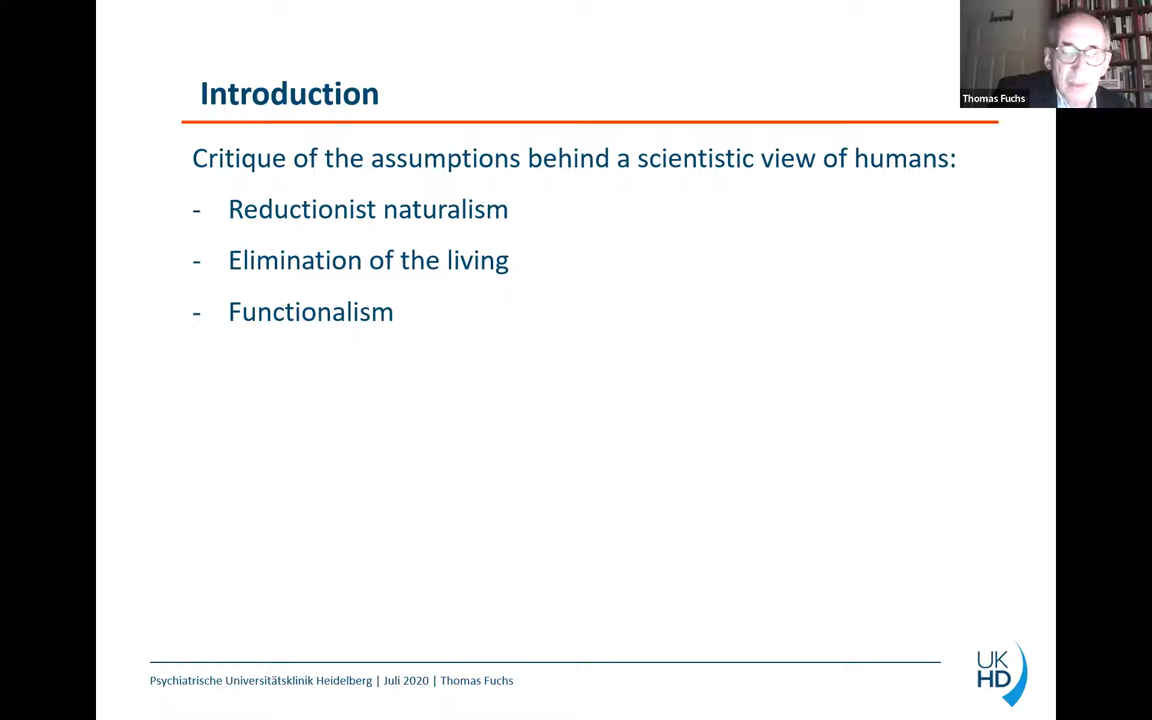 Introduction
Critique of the assumptions behind a scientistic view of humans:
- Reductionist naturalism
- Elimination of the living
- Functionalism
Thomas Fuchs
Psychiatrische Universitätsklinik Heidelberg | Juli 2020 | Thomas Fuchs
UK
HD